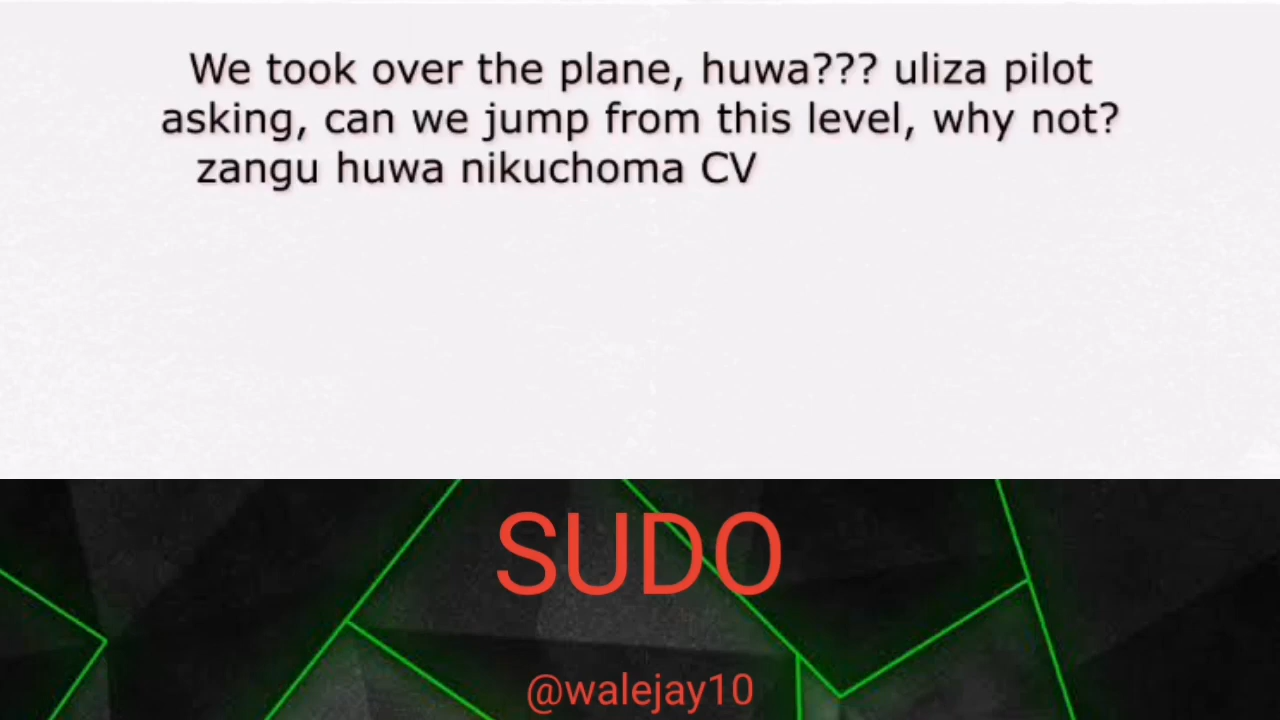 We took over the plane, huwa??? uliza pilot
asking, can we jump from this level, why not?
zangu huwa nikuchoma CV
SUDO
@walejay10